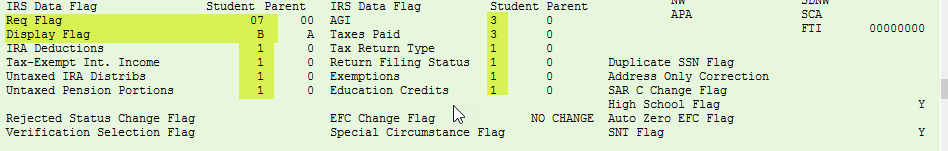 IRS Data Flag Student Parent IRS Data Flag Student Parent
Req Flag 07 00 AGI 3 0 APA SCA
Display Flag B A Taxes Paid 3 0 FTI 00000000
IRA Deductions 1 0 Tax Return Type 1 0
Tax-Exempt Int. Income 1 0 Return Filing Status 1 0 Duplicate SSN Flag
Untaxed IRA Distribs 1 0 Exemptions 1 0 Address Only Correction
Untaxed Pension Portions 1 0 Education Credits 1 0 SAR C Change Flag
High School Flag Y
Rejected Status Change Flag EFC Change Flag NO CHANGE Auto Zero EFC Flag
Verification Selection Flag Special Circumstance Flag SNT Flag Y